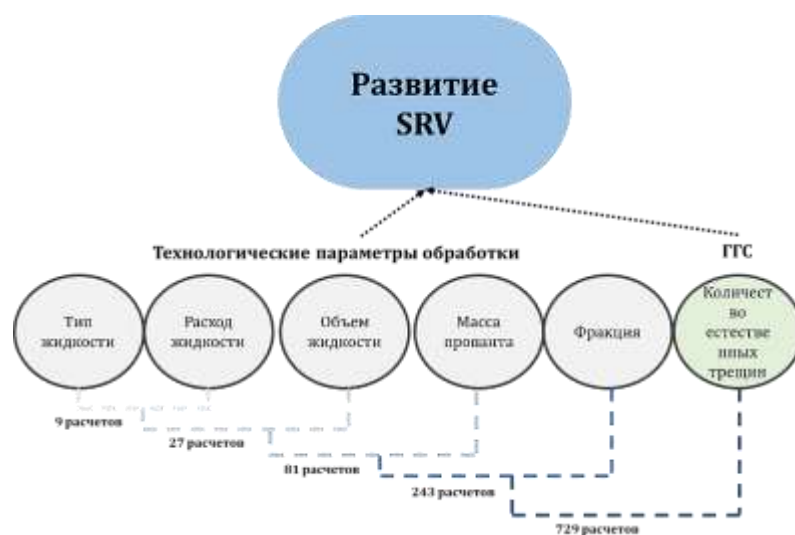 Развитие
SRV
Технологические параметры обработки
ГГС
Тип
жидкости
Расход
жидкости
Объем
жидкости
Масса
пропанта
Фракция
Количест
во
естестве
нных
трещин
9 расчетов
27 расчетов
81 расчетов
243 расчетов
729 расчетов